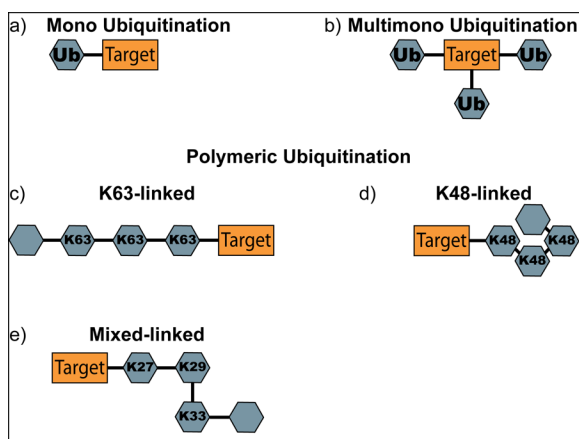 a) Mono Ubiquitination
Ub Target
b) Multimono Ubiquitination
Ub Target Ub
Ub
Polymeric Ubiquitination
c) K63-linked
K63 K63 K63 Target
d) K48-linked
Target K48 K48
K48
e) Mixed-linked
Target K27 K29
K33